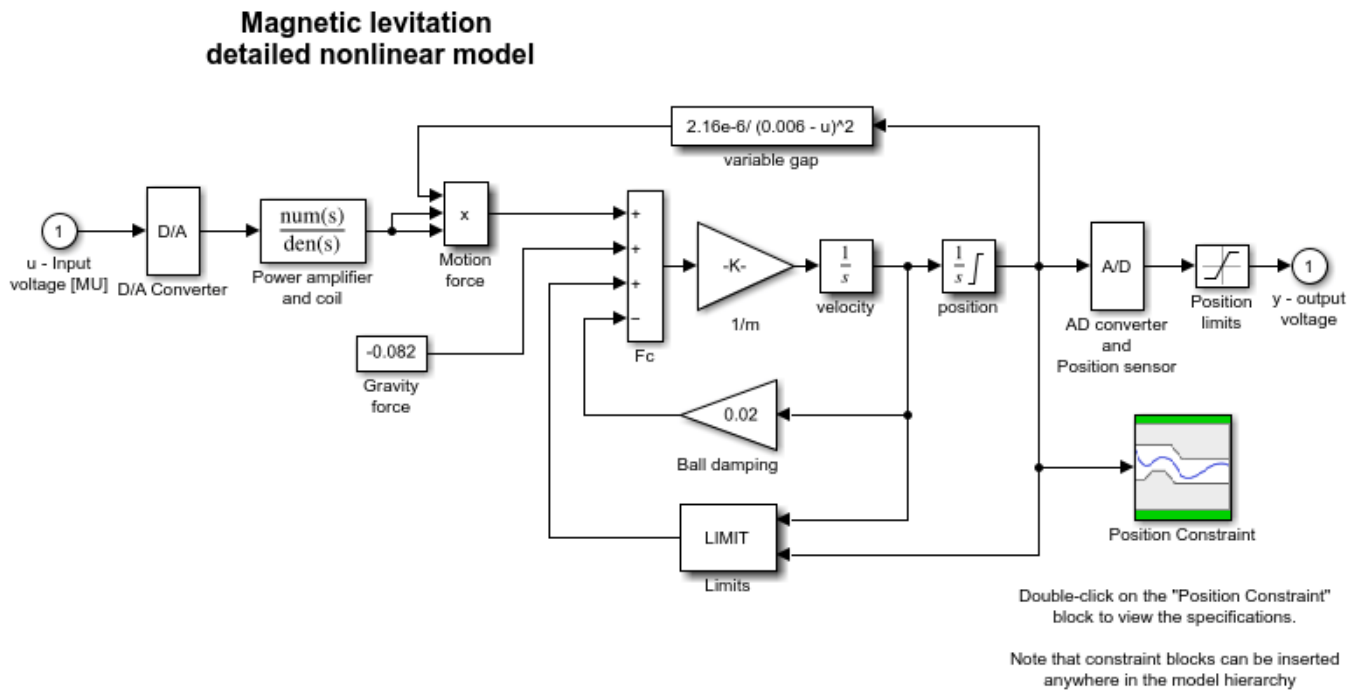 Magnetic levitation
detailed nonlinear model
2.16e-6/ (0.006 - u)^2
variable gap
1
u - Input
voltage [MU]
D/A
D/A Converter
num(s)
den(s)
Power amplifier
and coil
x
Motion
force
-0.082
Gravity
force
+
+
+
−
Fc
-K-
1/m
1
s
velocity
1
s
position
A/D
AD converter
and
Position sensor
Position
limits
1
y - output
voltage
0.02
Ball damping
LIMIT
Limits
Position Constraint
Double-click on the "Position Constraint"
block to view the specifications.
Note that constraint blocks can be inserted
anywhere in the model hierarchy